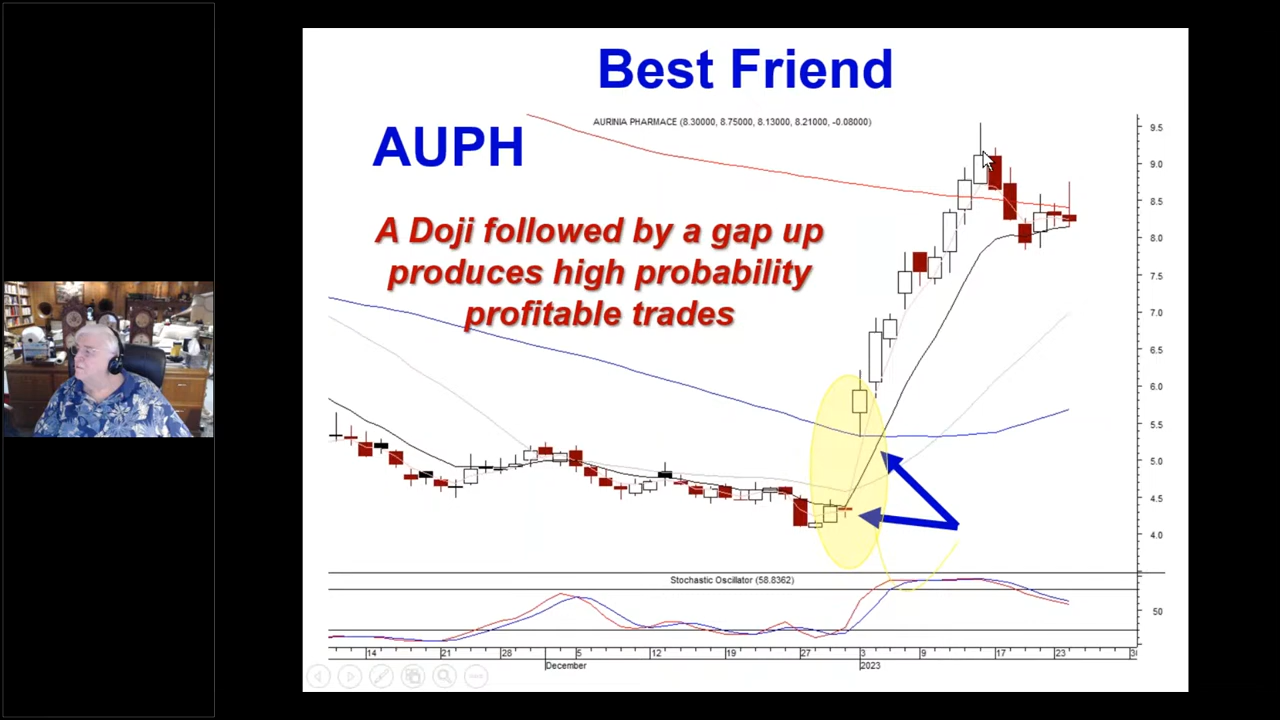 Best Friend
AURINIA PHARMACE (8.30000, 8.75000, 8.13000, 8.21000, -0.08000)
AUPH
A Doji followed by a gap up
produces high probability
profitable trades
9.5
9.0
8.5
8.0
7.5
7.0
6.5
6.0
5.5
5.0
4.5
4.0
Stochastic Oscillator (58.8362)
50
14 21 28 5 12 19 27 3 9 17 23
December 2023